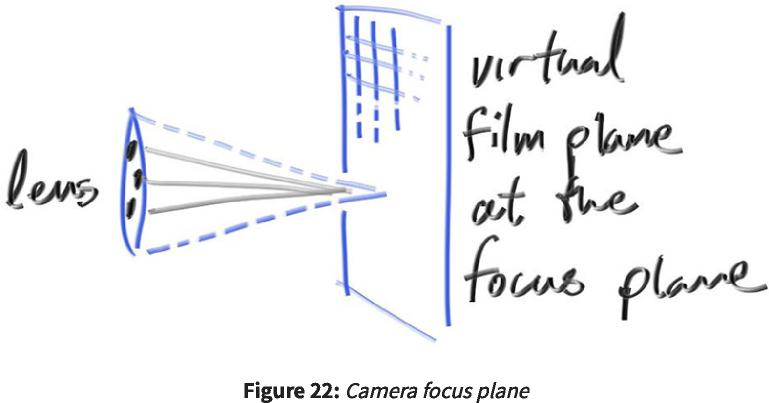 lens
virtual
film plane
at the
focus plane
Figure 22: Camera focus plane